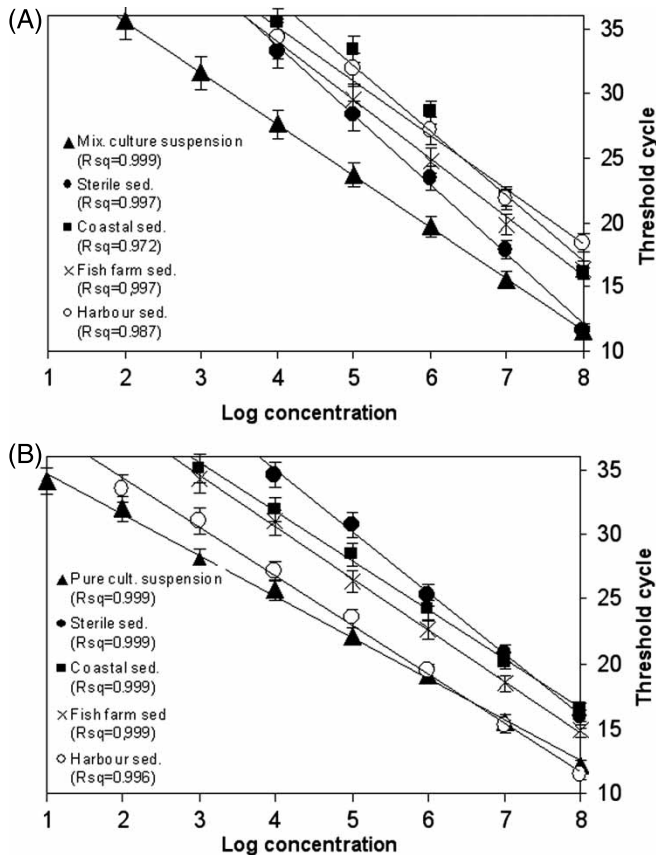 (A)
35
30
25
20
15
10
Threshold cycle
Mix. culture suspension
(Rsq=0.999)
Sterile sed.
(Rsq=0.997)
Coastal sed.
(Rsq=0.972)
Fish farm sed.
(Rsq=0,997)
Harbour sed.
(Rsq=0.987)
1 2 3 4 5 6 7 8
Log concentration
(B)
35
30
25
20
15
10
Threshold cycle
Pure cult. suspension
(Rsq=0.999)
Sterile sed.
(Rsq=0.999)
Coastal sed.
(Rsq=0.999)
Fish farm sed
(Rsq=0.999)
Harbour sed.
(Rsq=0.996)
1 2 3 4 5 6 7 8
Log concentration